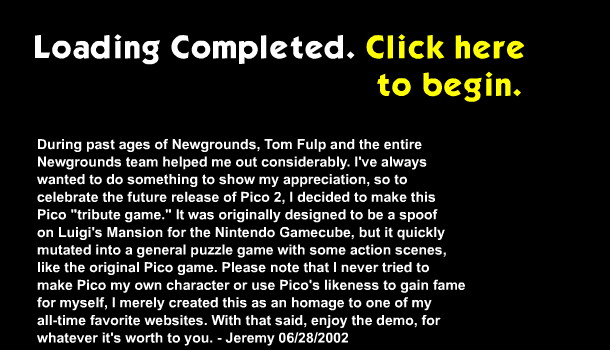 Loading Completed. Click here
to begin.
During past ages of Newgrounds, Tom Fulp and the entire
Newgrounds team helped me out considerably. I've always
wanted to do something to show my appreciation, so to
celebrate the future release of Pico 2, I decided to make this
Pico "tribute game." It was originally designed to be a spoof
on Luigi's Mansion for the Nintendo Gamecube, but it quickly
mutated into a general puzzle game with some action scenes,
like the original Pico game. Please note that I never tried to
make Pico my own character or use Pico's likeness to gain fame
for myself, I merely created this as an homage to one of my
all-time favorite websites. With that said, enjoy the demo, for
whatever it's worth to you. - Jeremy 06/28/2002